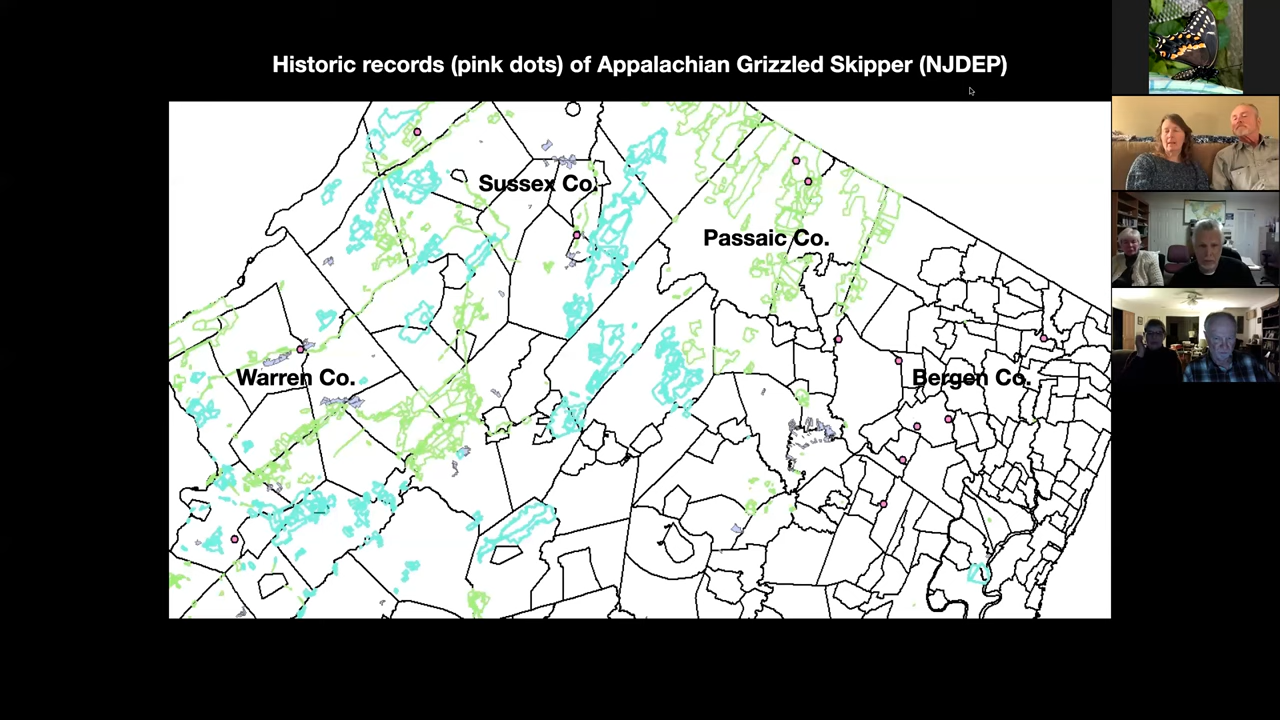 Historic records (pink dots) of Appalachian Grizzled Skipper (NJDEP)
Sussex Co.
Passaic Co.
Warren Co.
Bergen Co.